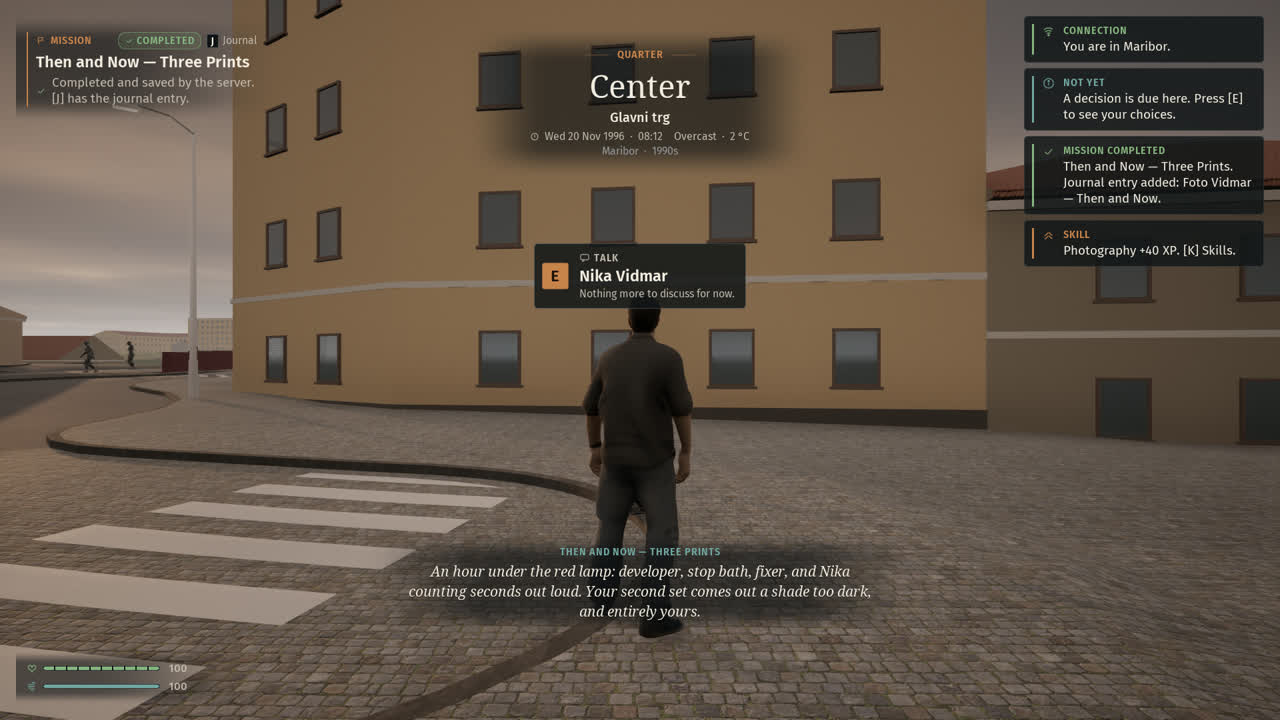 MISSION
COMPLETED
J Journal
Then and Now — Three Prints
Completed and saved by the server.
[J] has the journal entry.
QUARTER
Center
Glavni trg
Wed 20 Nov 1996 · 08:12 Overcast · 2 °C
Maribor · 1990s
CONNECTION
You are in Maribor.
NOT YET
A decision is due here. Press [E]
to see your choices.
MISSION COMPLETED
Then and Now — Three Prints.
Journal entry added: Foto Vidmar
— Then and Now.
SKILL
Photography +40 XP. [K] Skills.
E
TALK
Nika Vidmar
Nothing more to discuss for now.
THEN AND NOW — THREE PRINTS
An hour under the red lamp: developer, stop bath, fixer, and Nika
counting seconds out loud. Your second set comes out a shade too dark,
and entirely yours.
100
100